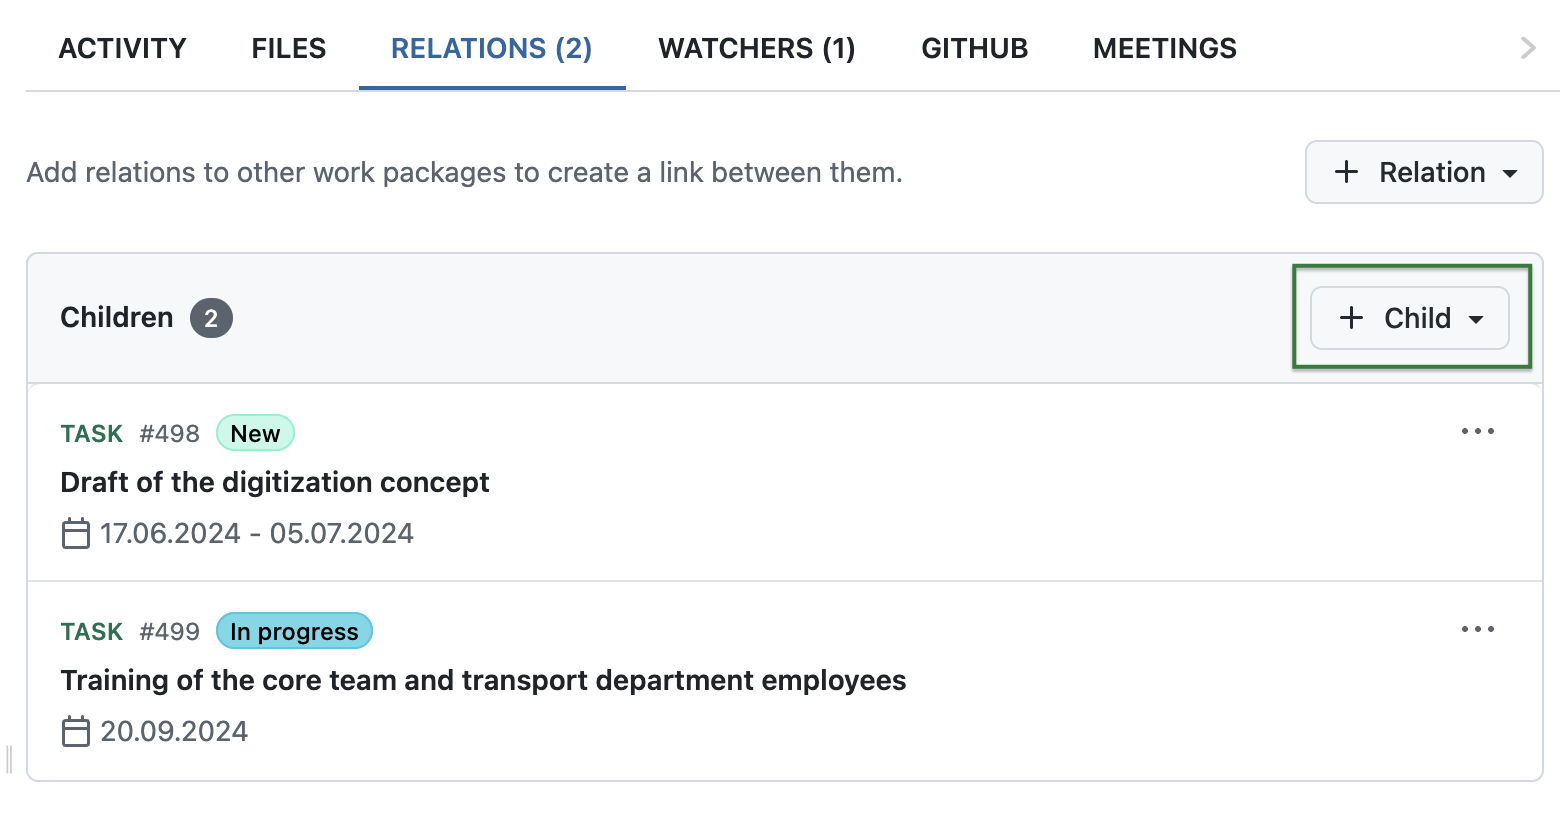 ACTIVITY FILES RELATIONS (2) WATCHERS (1) GITHUB MEETINGS
Add relations to other work packages to create a link between them.
+ Relation
Children 2
+ Child
TASK #498 New
Draft of the digitization concept
17.06.2024 - 05.07.2024
TASK #499 In progress
Training of the core team and transport department employees
20.09.2024